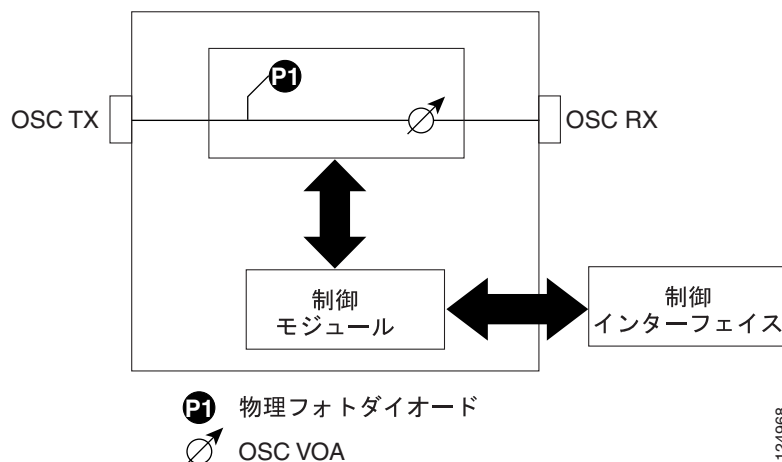 P1
OSC TX
OSC RX
制御
モジュール
制御
インターフェイス
P1 物理フォトダイオード
OSC VOA
124968